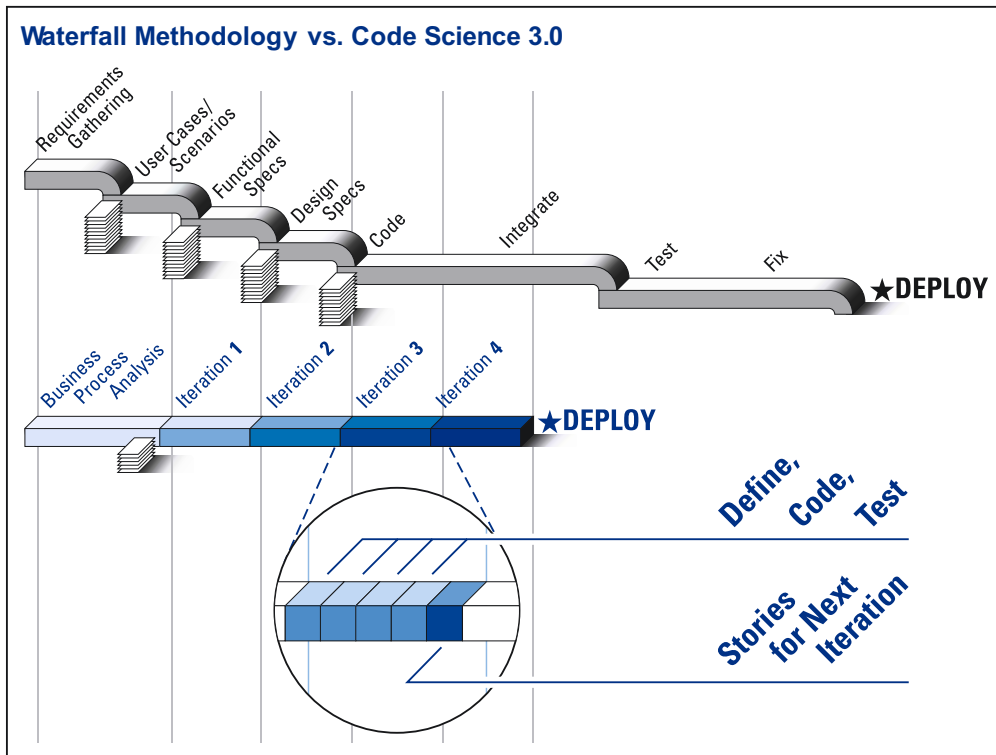 Waterfall Methodology vs. Code Science 3.0
Requirements
Gathering
User Cases/
Scenarios
Functional
Specs
Design
Specs
Code
Integrate
Test
Fix
★DEPLOY
Business
Process
Analysis
Iteration 1
Iteration 2
Iteration 3
Iteration 4
★DEPLOY
Define,
Code,
Test
Stories
for Next
Iteration